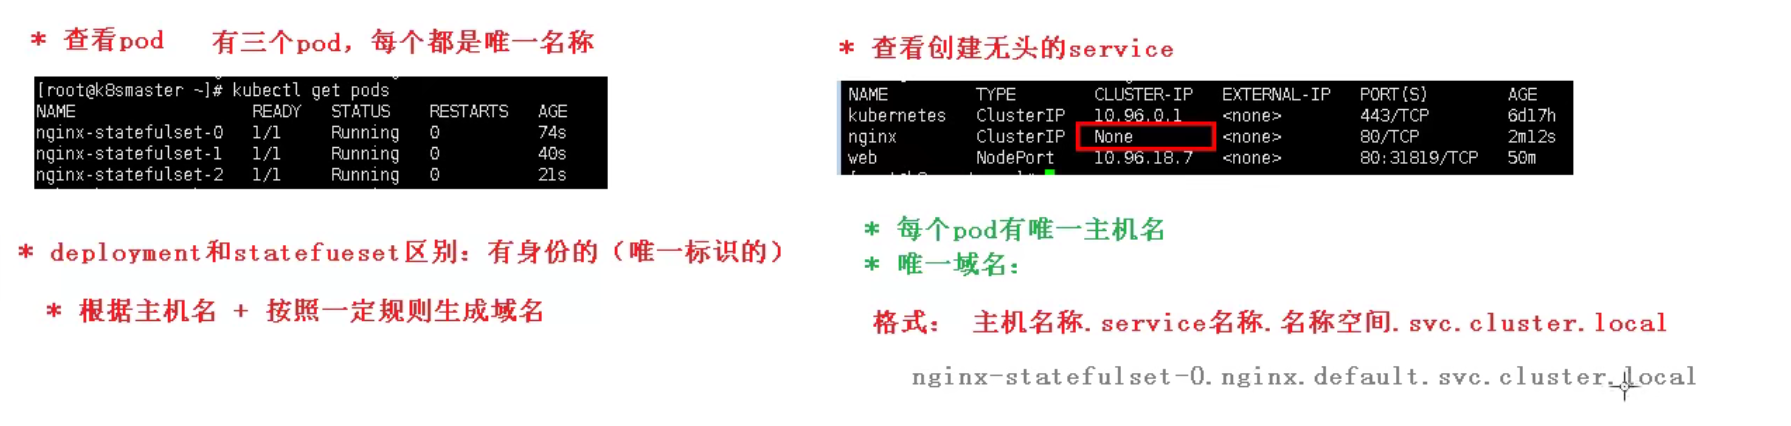 * 查看pod 有三个pod，每个都是唯一名称
[root@k8smaster ~]# kubectl get pods
NAME READY STATUS RESTARTS AGE
nginx-statefulset-0 1/1 Running 0 74s
nginx-statefulset-1 1/1 Running 0 40s
nginx-statefulset-2 1/1 Running 0 21s
* deployment和statefueset区别：有身份的（唯一标识的）
* 根据主机名 + 按照一定规则生成域名
* 查看创建无头的service
NAME TYPE CLUSTER-IP EXTERNAL-IP PORT(S) AGE
kubernetes ClusterIP 10.96.0.1 <none> 443/TCP 6d17h
nginx ClusterIP None <none> 80/TCP 2m12s
web NodePort 10.96.18.7 <none> 80:31819/TCP 50m
* 每个pod有唯一主机名
* 唯一域名：
格式： 主机名称.service名称.名称空间.svc.cluster.local
nginx-statefulset-0.nginx.default.svc.cluster.local